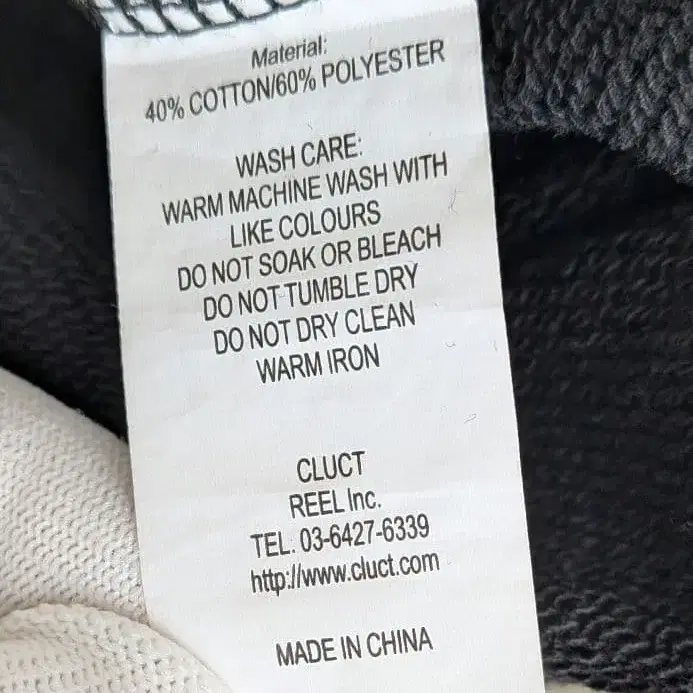 Material:
40% COTTON/60% POLYESTER
WASH CARE:
WARM MACHINE WASH WITH
LIKE COLOURS
DO NOT SOAK OR BLEACH
DO NOT TUMBLE DRY
DO NOT DRY CLEAN
WARM IRON
CLUCT
REEL Inc.
TEL. 03-6427-6339
http://www.cluct.com
MADE IN CHINA